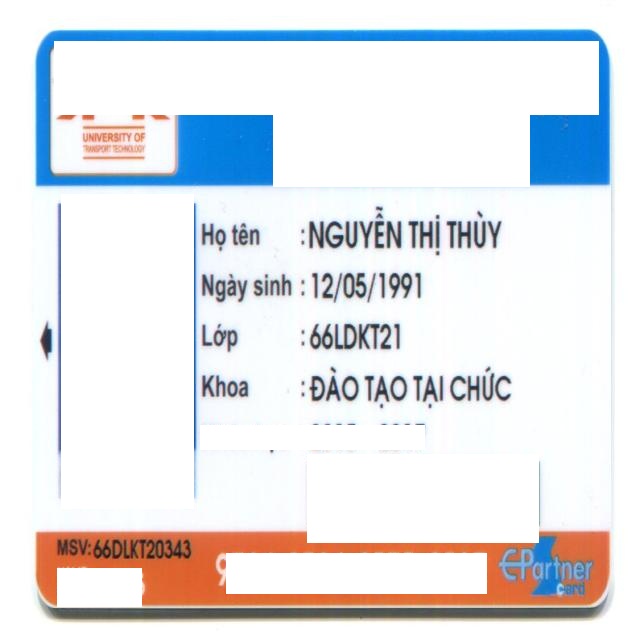 UNIVERSITY OF
TRANSPORT TECHNOLOGY
Họ tên : NGUYỄN THỊ THÙY
Ngày sinh : 12/05/1991
Lớp : 66LDKT21
Khoa : ĐÀO TẠO TẠI CHỨC
MSV: 66DLKT20343
E-Partner
card